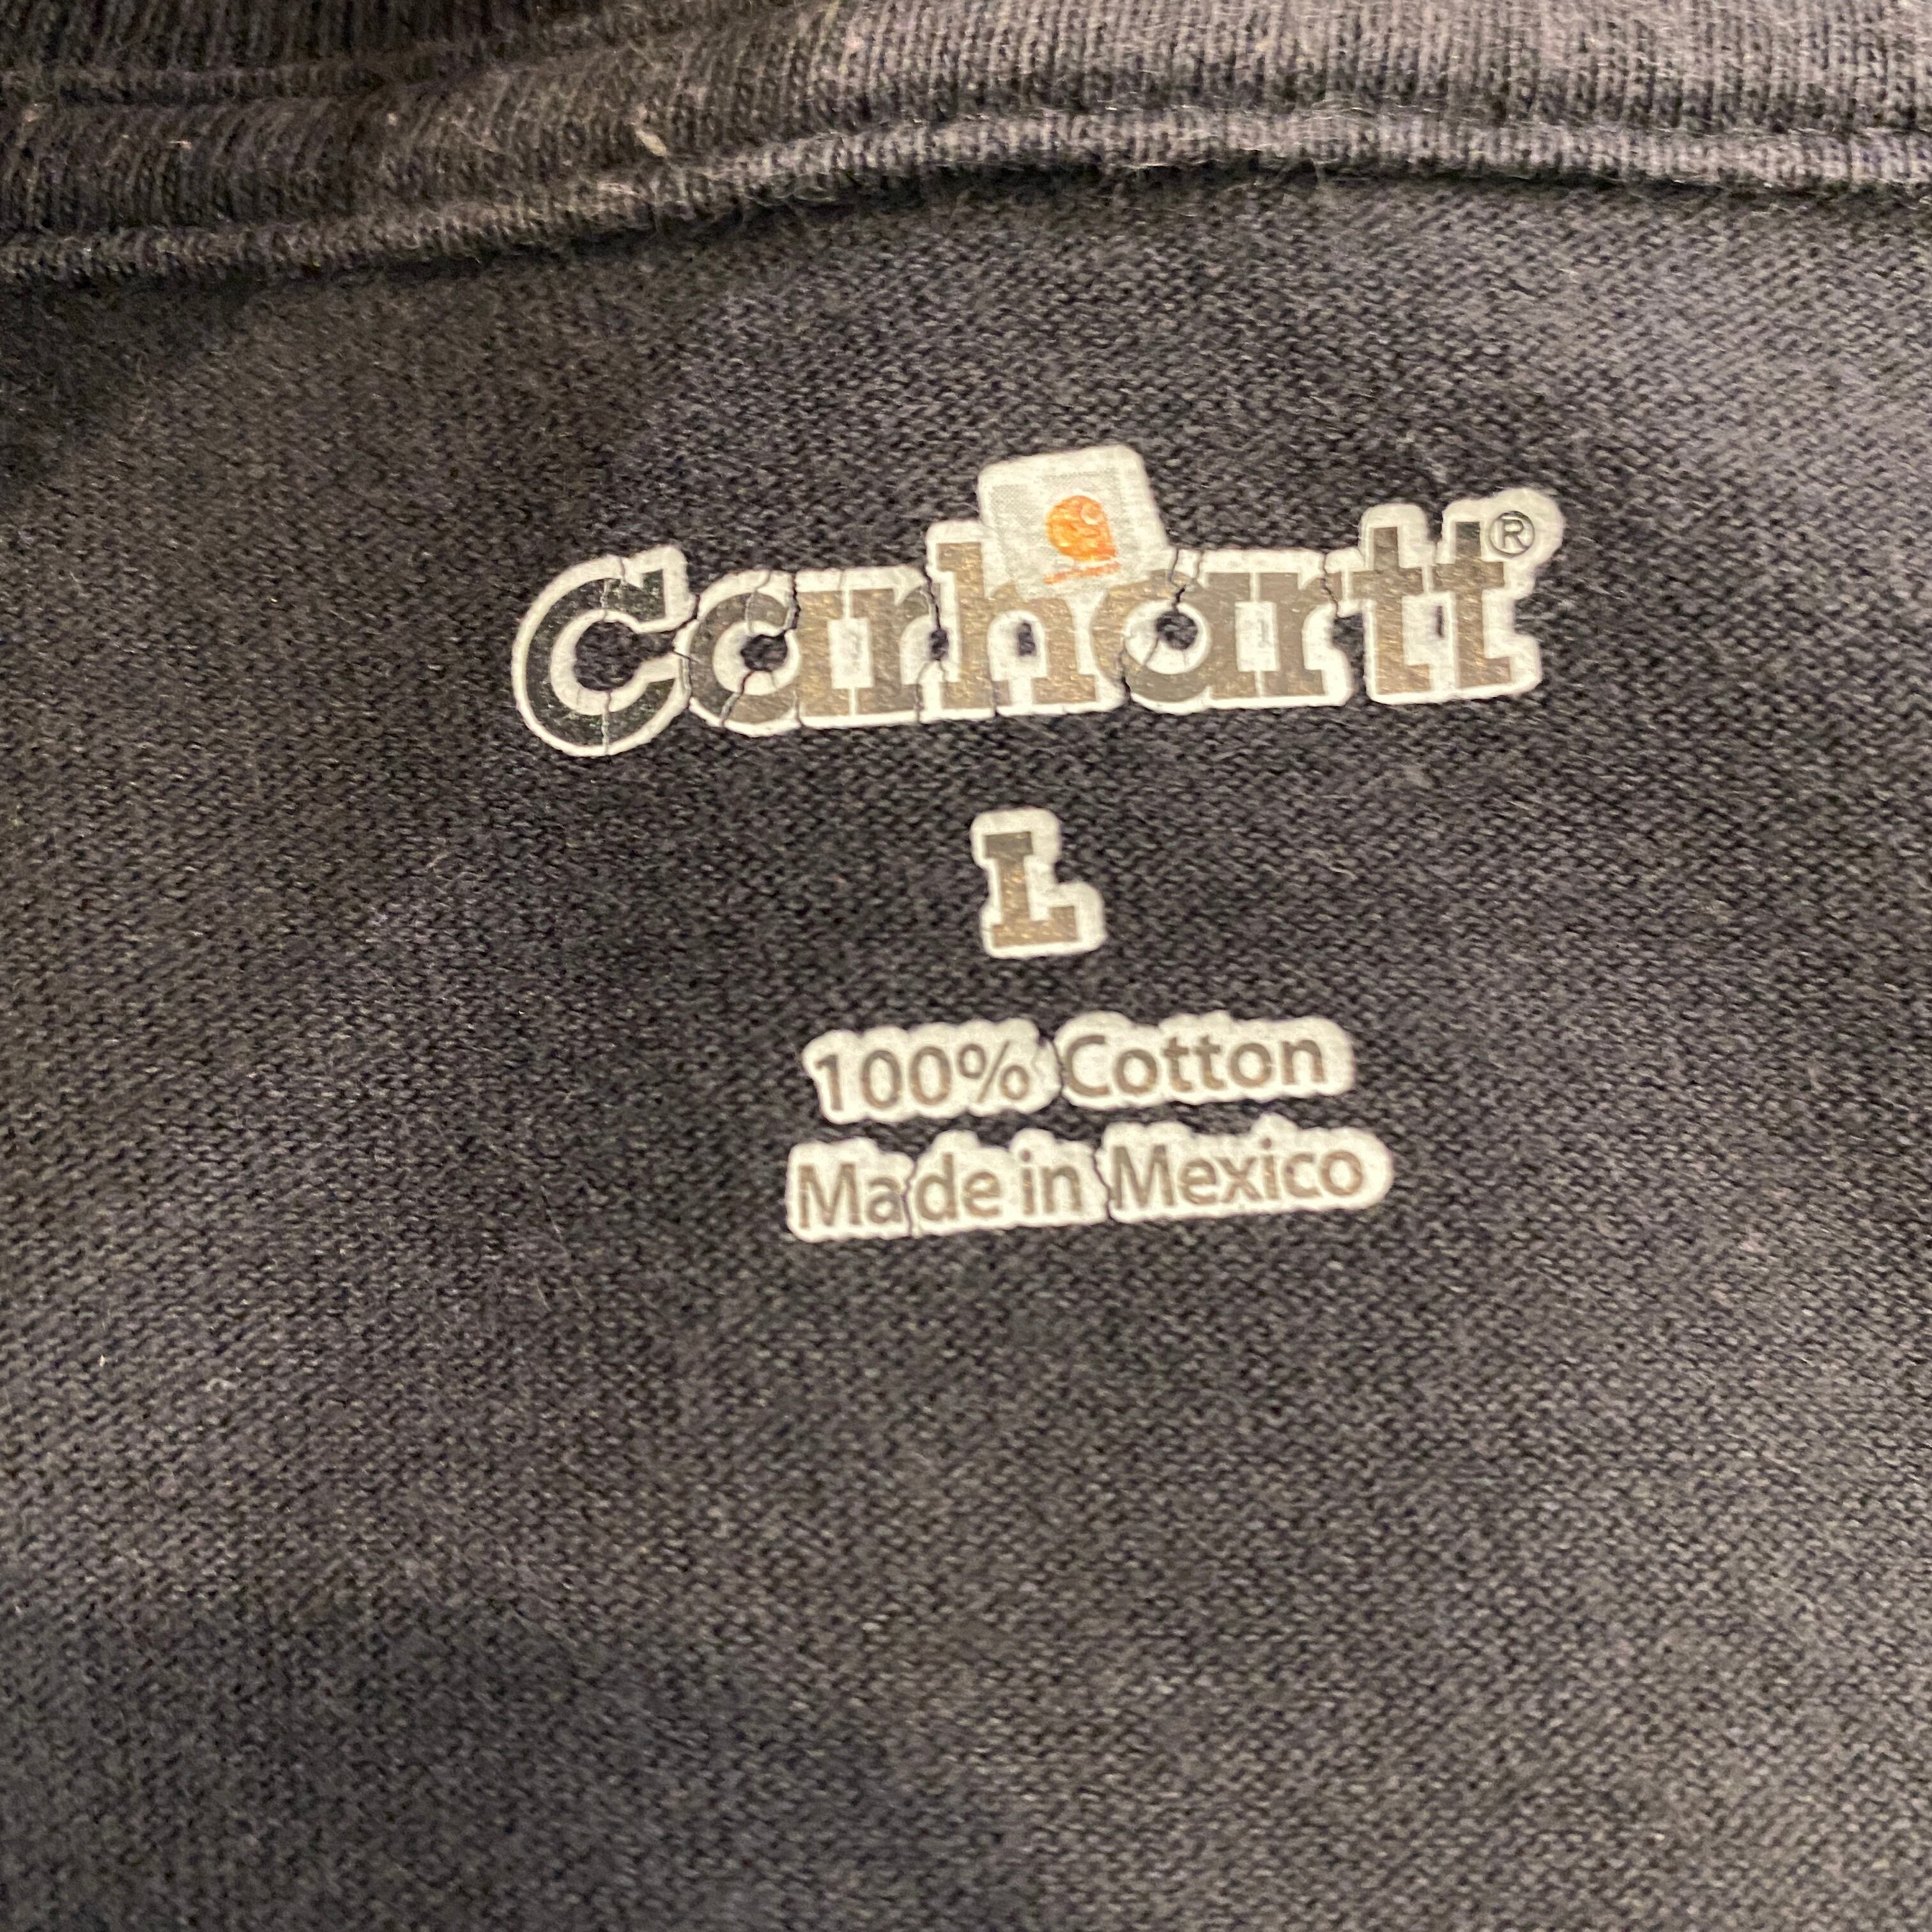 Carhartt®
L
100% Cotton
Made in Mexico